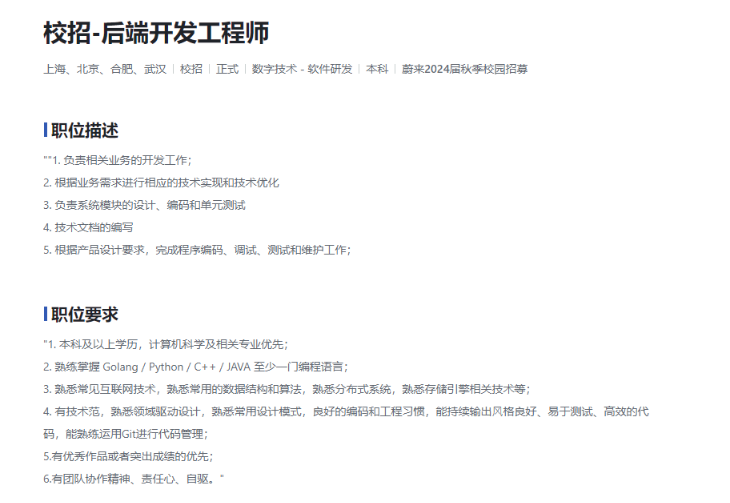 校招-后端开发工程师
上海、北京、合肥、武汉 | 校招 | 正式 | 数字技术 - 软件研发 | 本科 | 蔚来2024届秋季校园招募
职位描述
""1. 负责相关业务的开发工作；
2. 根据业务需求进行相应的技术实现和技术优化
3. 负责系统模块的设计、编码和单元测试
4. 技术文档的编写
5. 根据产品设计要求，完成程序编码、调试、测试和维护工作；
职位要求
"1. 本科及以上学历，计算机科学及相关专业优先；
2. 熟练掌握 Golang / Python / C++ / JAVA 至少一门编程语言；
3. 熟悉常见互联网技术，熟悉常用的数据结构和算法，熟悉分布式系统，熟悉存储引擎相关技术等；
4. 有技术范，熟悉领域驱动设计，熟悉常用设计模式，良好的编码和工程习惯，能持续输出风格良好、易于测试、高效的代
码，能熟练运用Git进行代码管理；
5.有优秀作品或者突出成绩的优先；
6.有团队协作精神、责任心、自驱。"